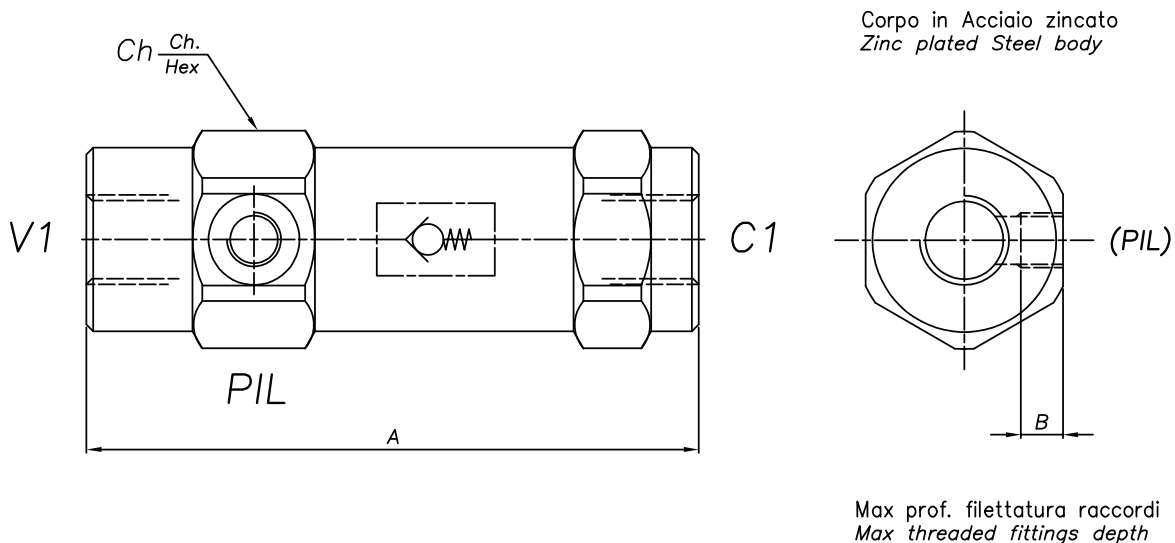 Corpo in Acciaio zincato
Zinc plated Steel body
Ch Ch.
Hex
V1
C1
(PIL)
PIL
A
B
Max prof. filettatura raccordi
Max threaded fittings depth